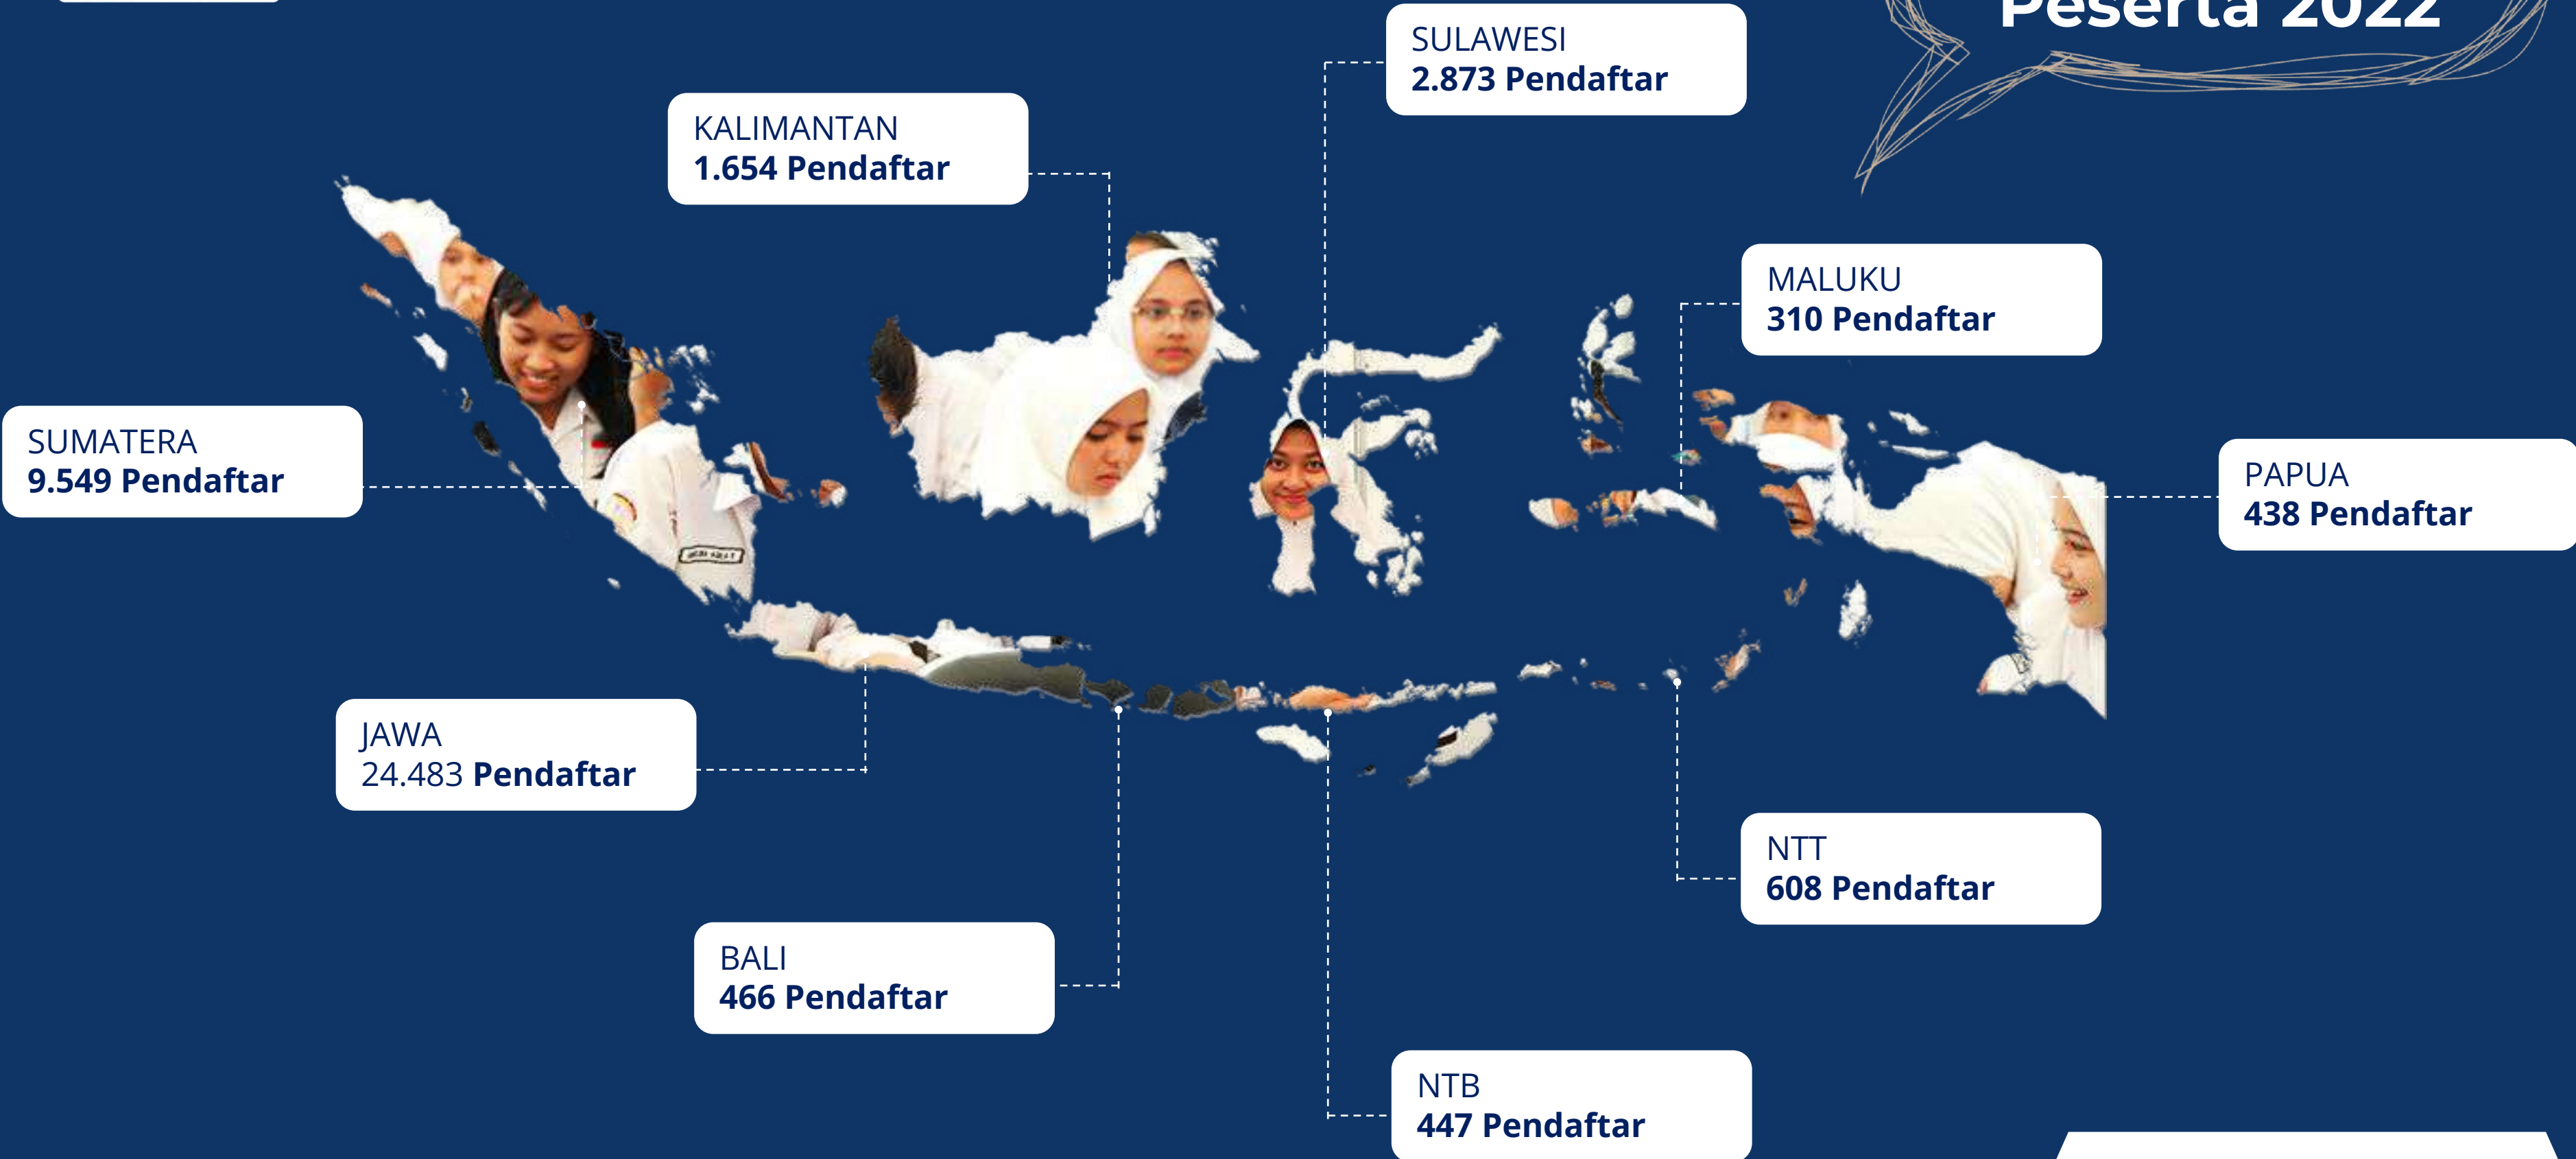 Peserta 2022
SULAWESI
2.873 Pendaftar
KALIMANTAN
1.654 Pendaftar
MALUKU
310 Pendaftar
SUMATERA
9.549 Pendaftar
PAPUA
438 Pendaftar
JAWA
24.483 Pendaftar
NTT
608 Pendaftar
BALI
466 Pendaftar
NTB
447 Pendaftar